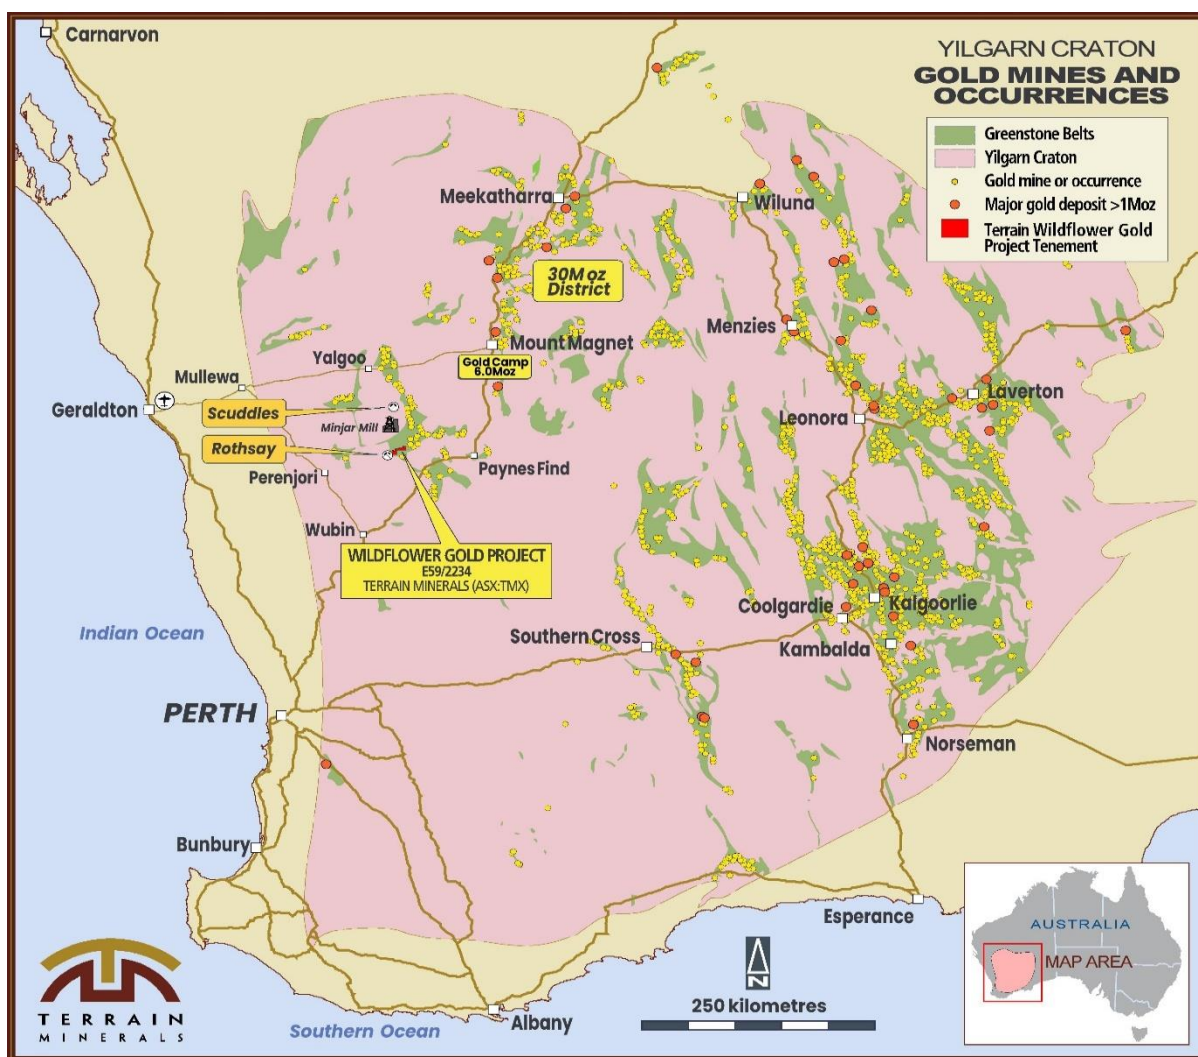 Carnarvon
YILGARN CRATON
GOLD MINES AND
OCCURRENCES
Greenstone Belts
Yilgarn Craton
Gold mine or occurrence
Major gold deposit >1Moz
Terrain Wildflower Gold
Project Tenement
Meekatharra
Wiluna
30M oz
District
Menzies
Mount Magnet
Gold Camp
6.0Moz
Yalgoo
Mullewa
Geraldton
Scuddles
Minjar Mill
Rothsay
Perenjori
Paynes Find
Laverton
Leonora
Wubin
WILDFLOWER GOLD PROJECT
E59/2234
TERRAIN MINERALS (ASX:TMX)
Coolgardie
Kalgoorlie
Indian Ocean
Southern Cross
Kambalda
PERTH
Norseman
Bunbury
Esperance
AUSTRALIA
MAP AREA
250 kilometres
N
Albany
Southern Ocean
TERRAIN
MINERALS